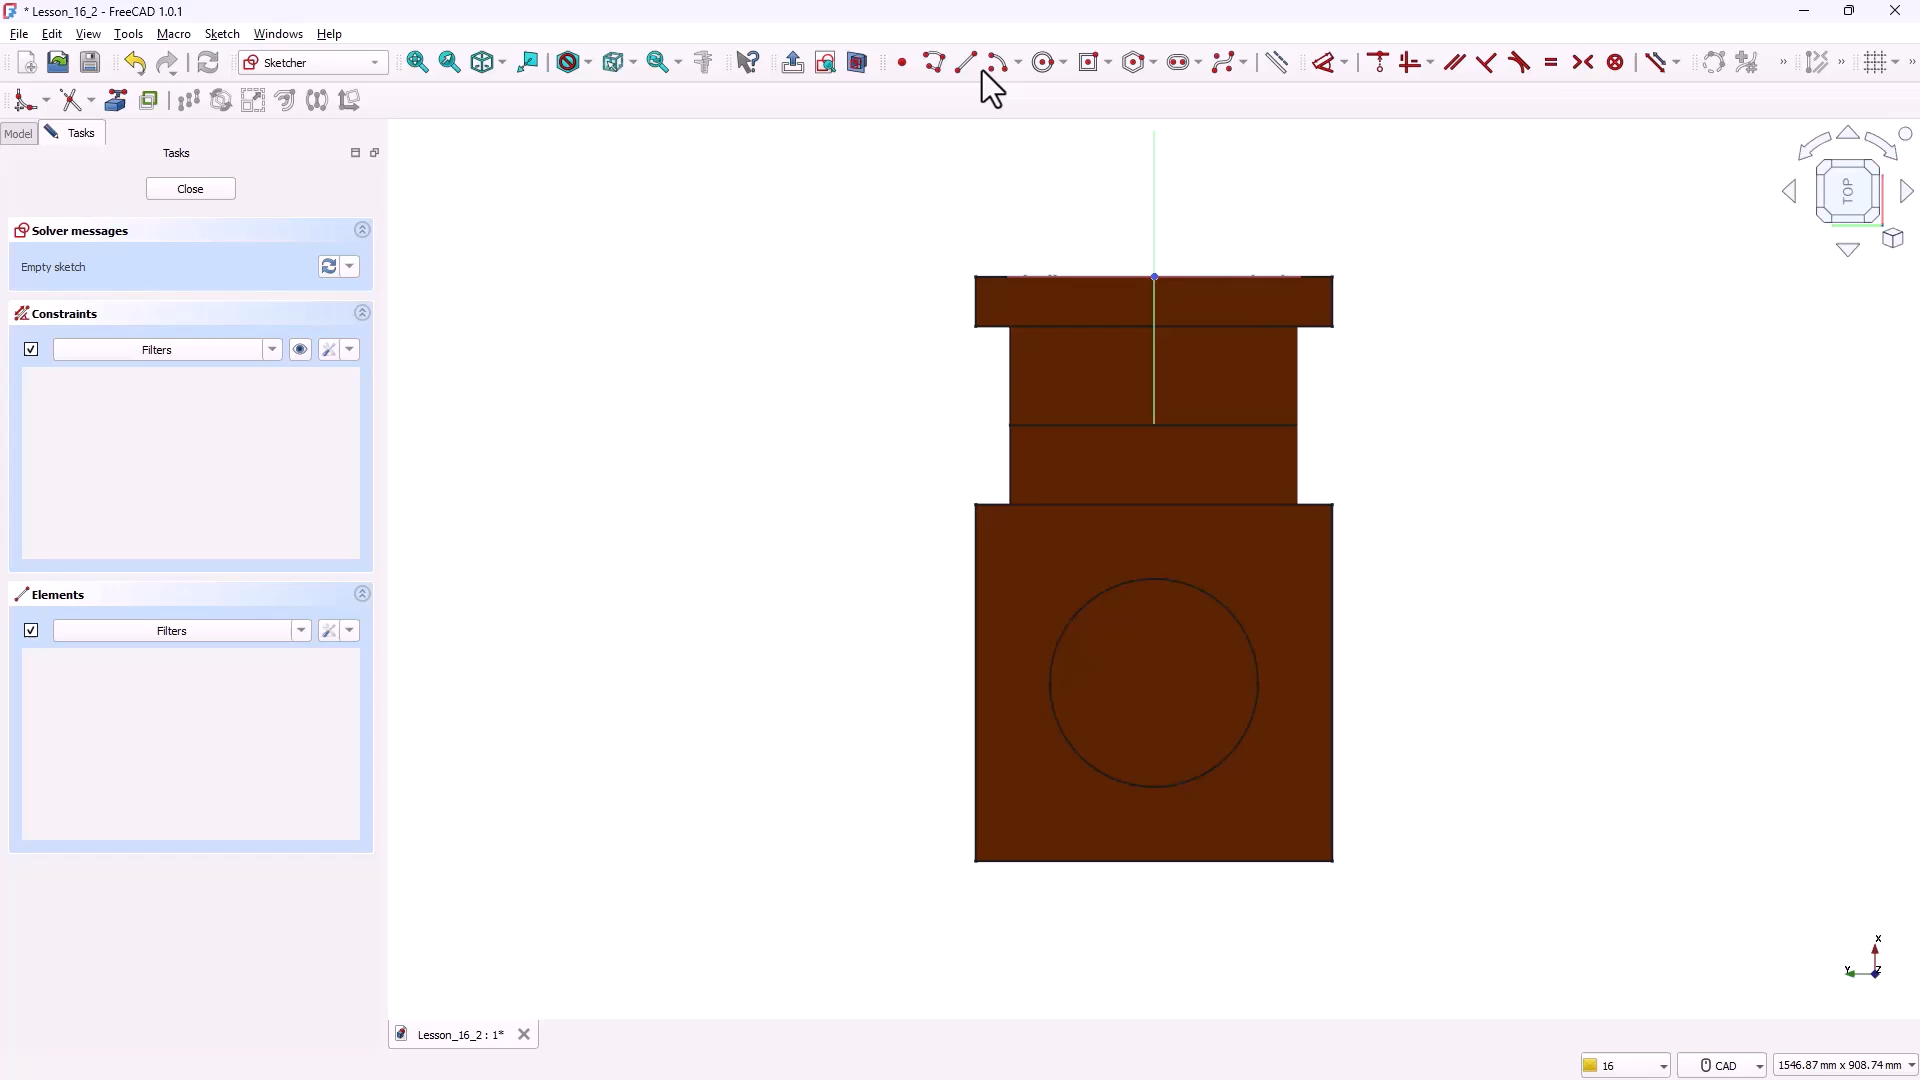 * Lesson_16_2 - FreeCAD 1.0.1
File Edit View Tools Macro Sketch Windows Help
Sketcher
Model Tasks
Tasks
Close
Solver messages
Empty sketch
Constraints
Filters
Elements
Filters
TOP
X
Y Z
Lesson_16_2 : 1*
16 CAD 1546.87 mm x 908.74 mm